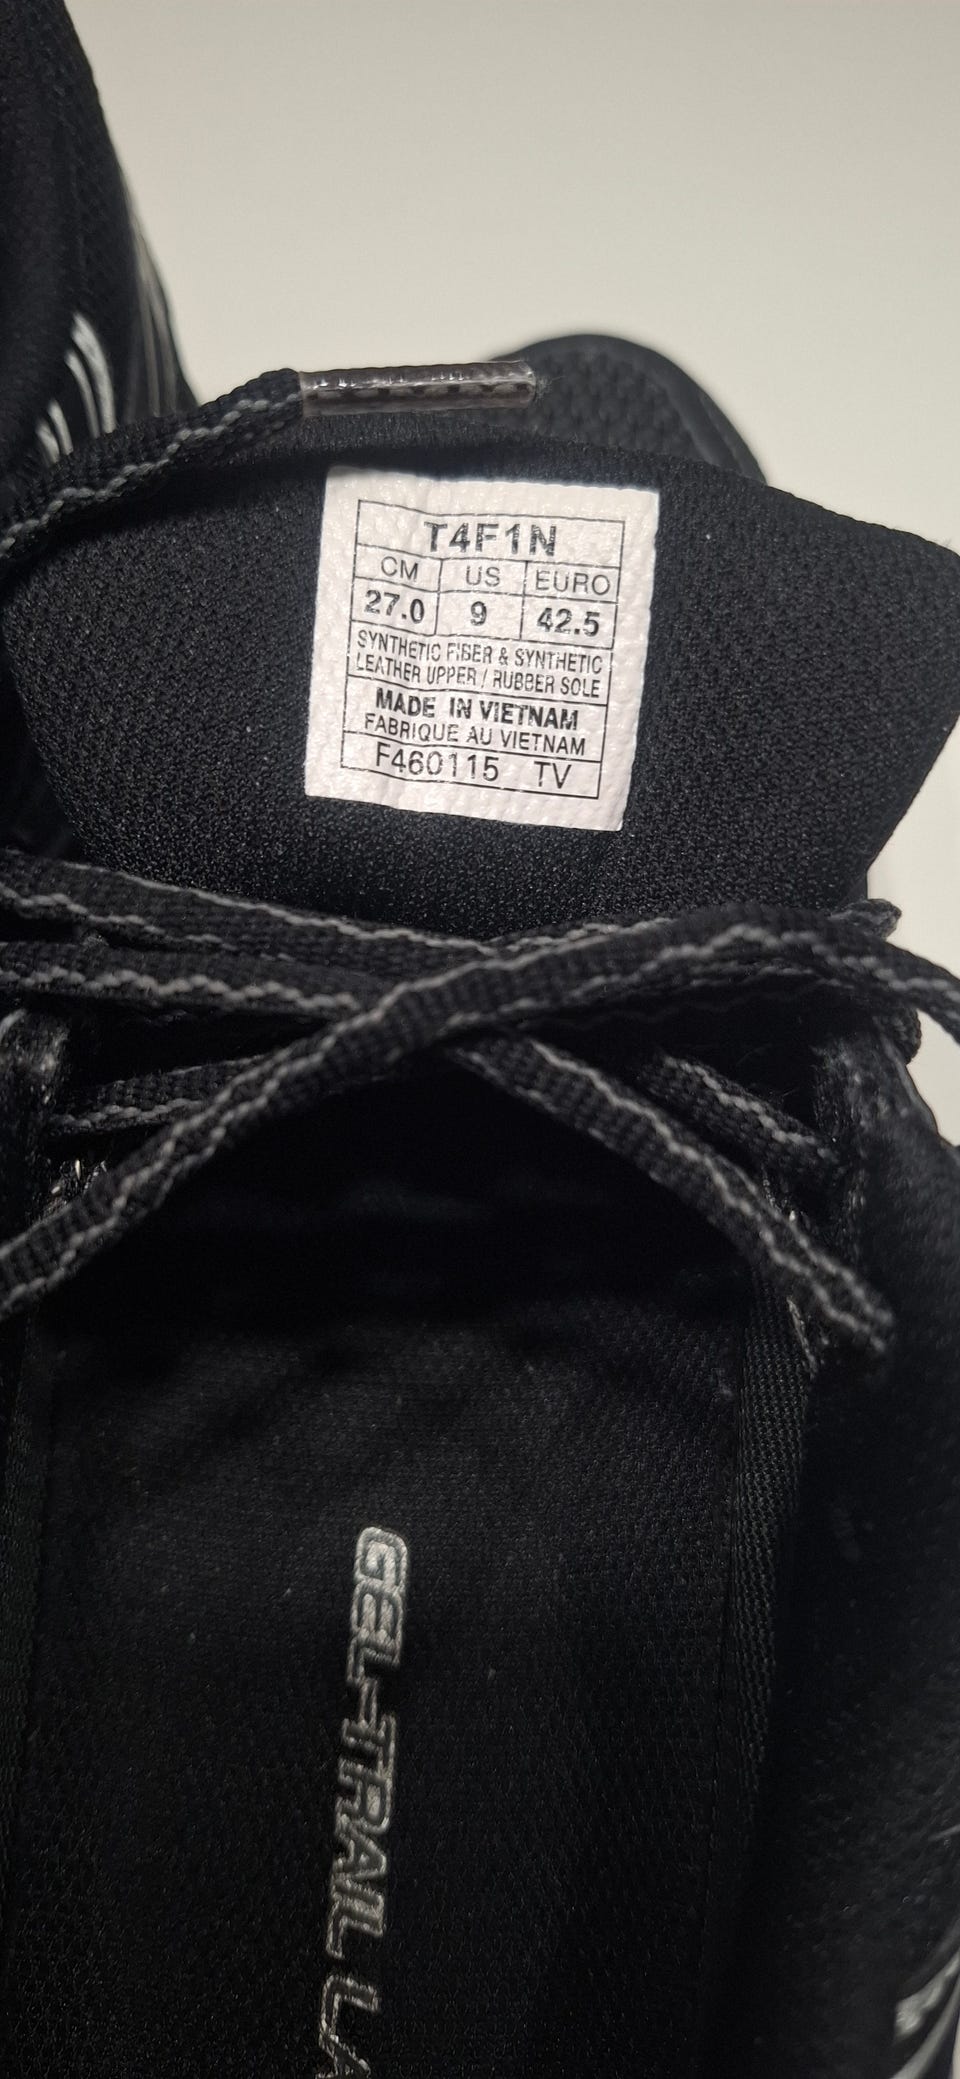 T4F1N
CM US EURO
27.0 9 42.5
SYNTHETIC FIBER & SYNTHETIC
LEATHER UPPER / RUBBER SOLE
MADE IN VIETNAM
FABRIQUE AU VIETNAM
F460115 TV
GEL-TRAIL LA